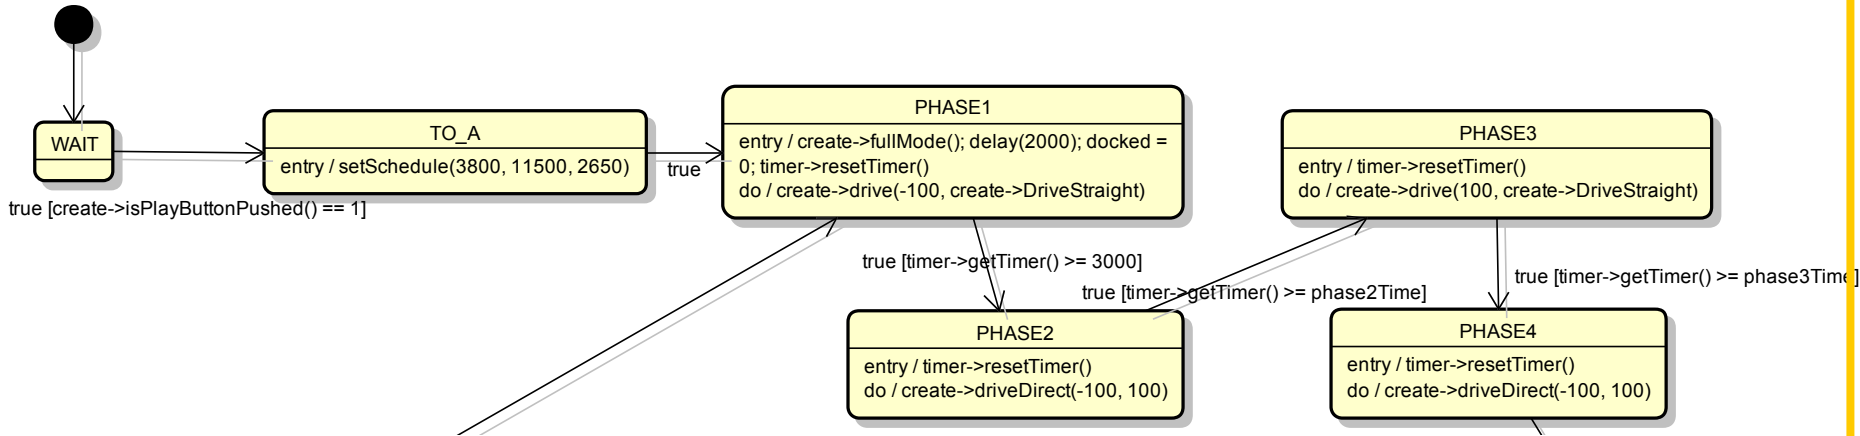 WAIT
true [create->isPlayButtonPushed() == 1]
TO_A
entry / setSchedule(3800, 11500, 2650)
true
PHASE1
entry / create->fullMode(); delay(2000); docked =
0; timer->resetTimer()
do / create->drive(-100, create->DriveStraight)
true [timer->getTimer() >= 3000]
PHASE2
entry / timer->resetTimer()
do / create->driveDirect(-100, 100)
true [timer->getTimer() >= phase2Time]
PHASE3
entry / timer->resetTimer()
do / create->drive(100, create->DriveStraight)
true [timer->getTimer() >= phase3Time]
PHASE4
entry / timer->resetTimer()
do / create->driveDirect(-100, 100)